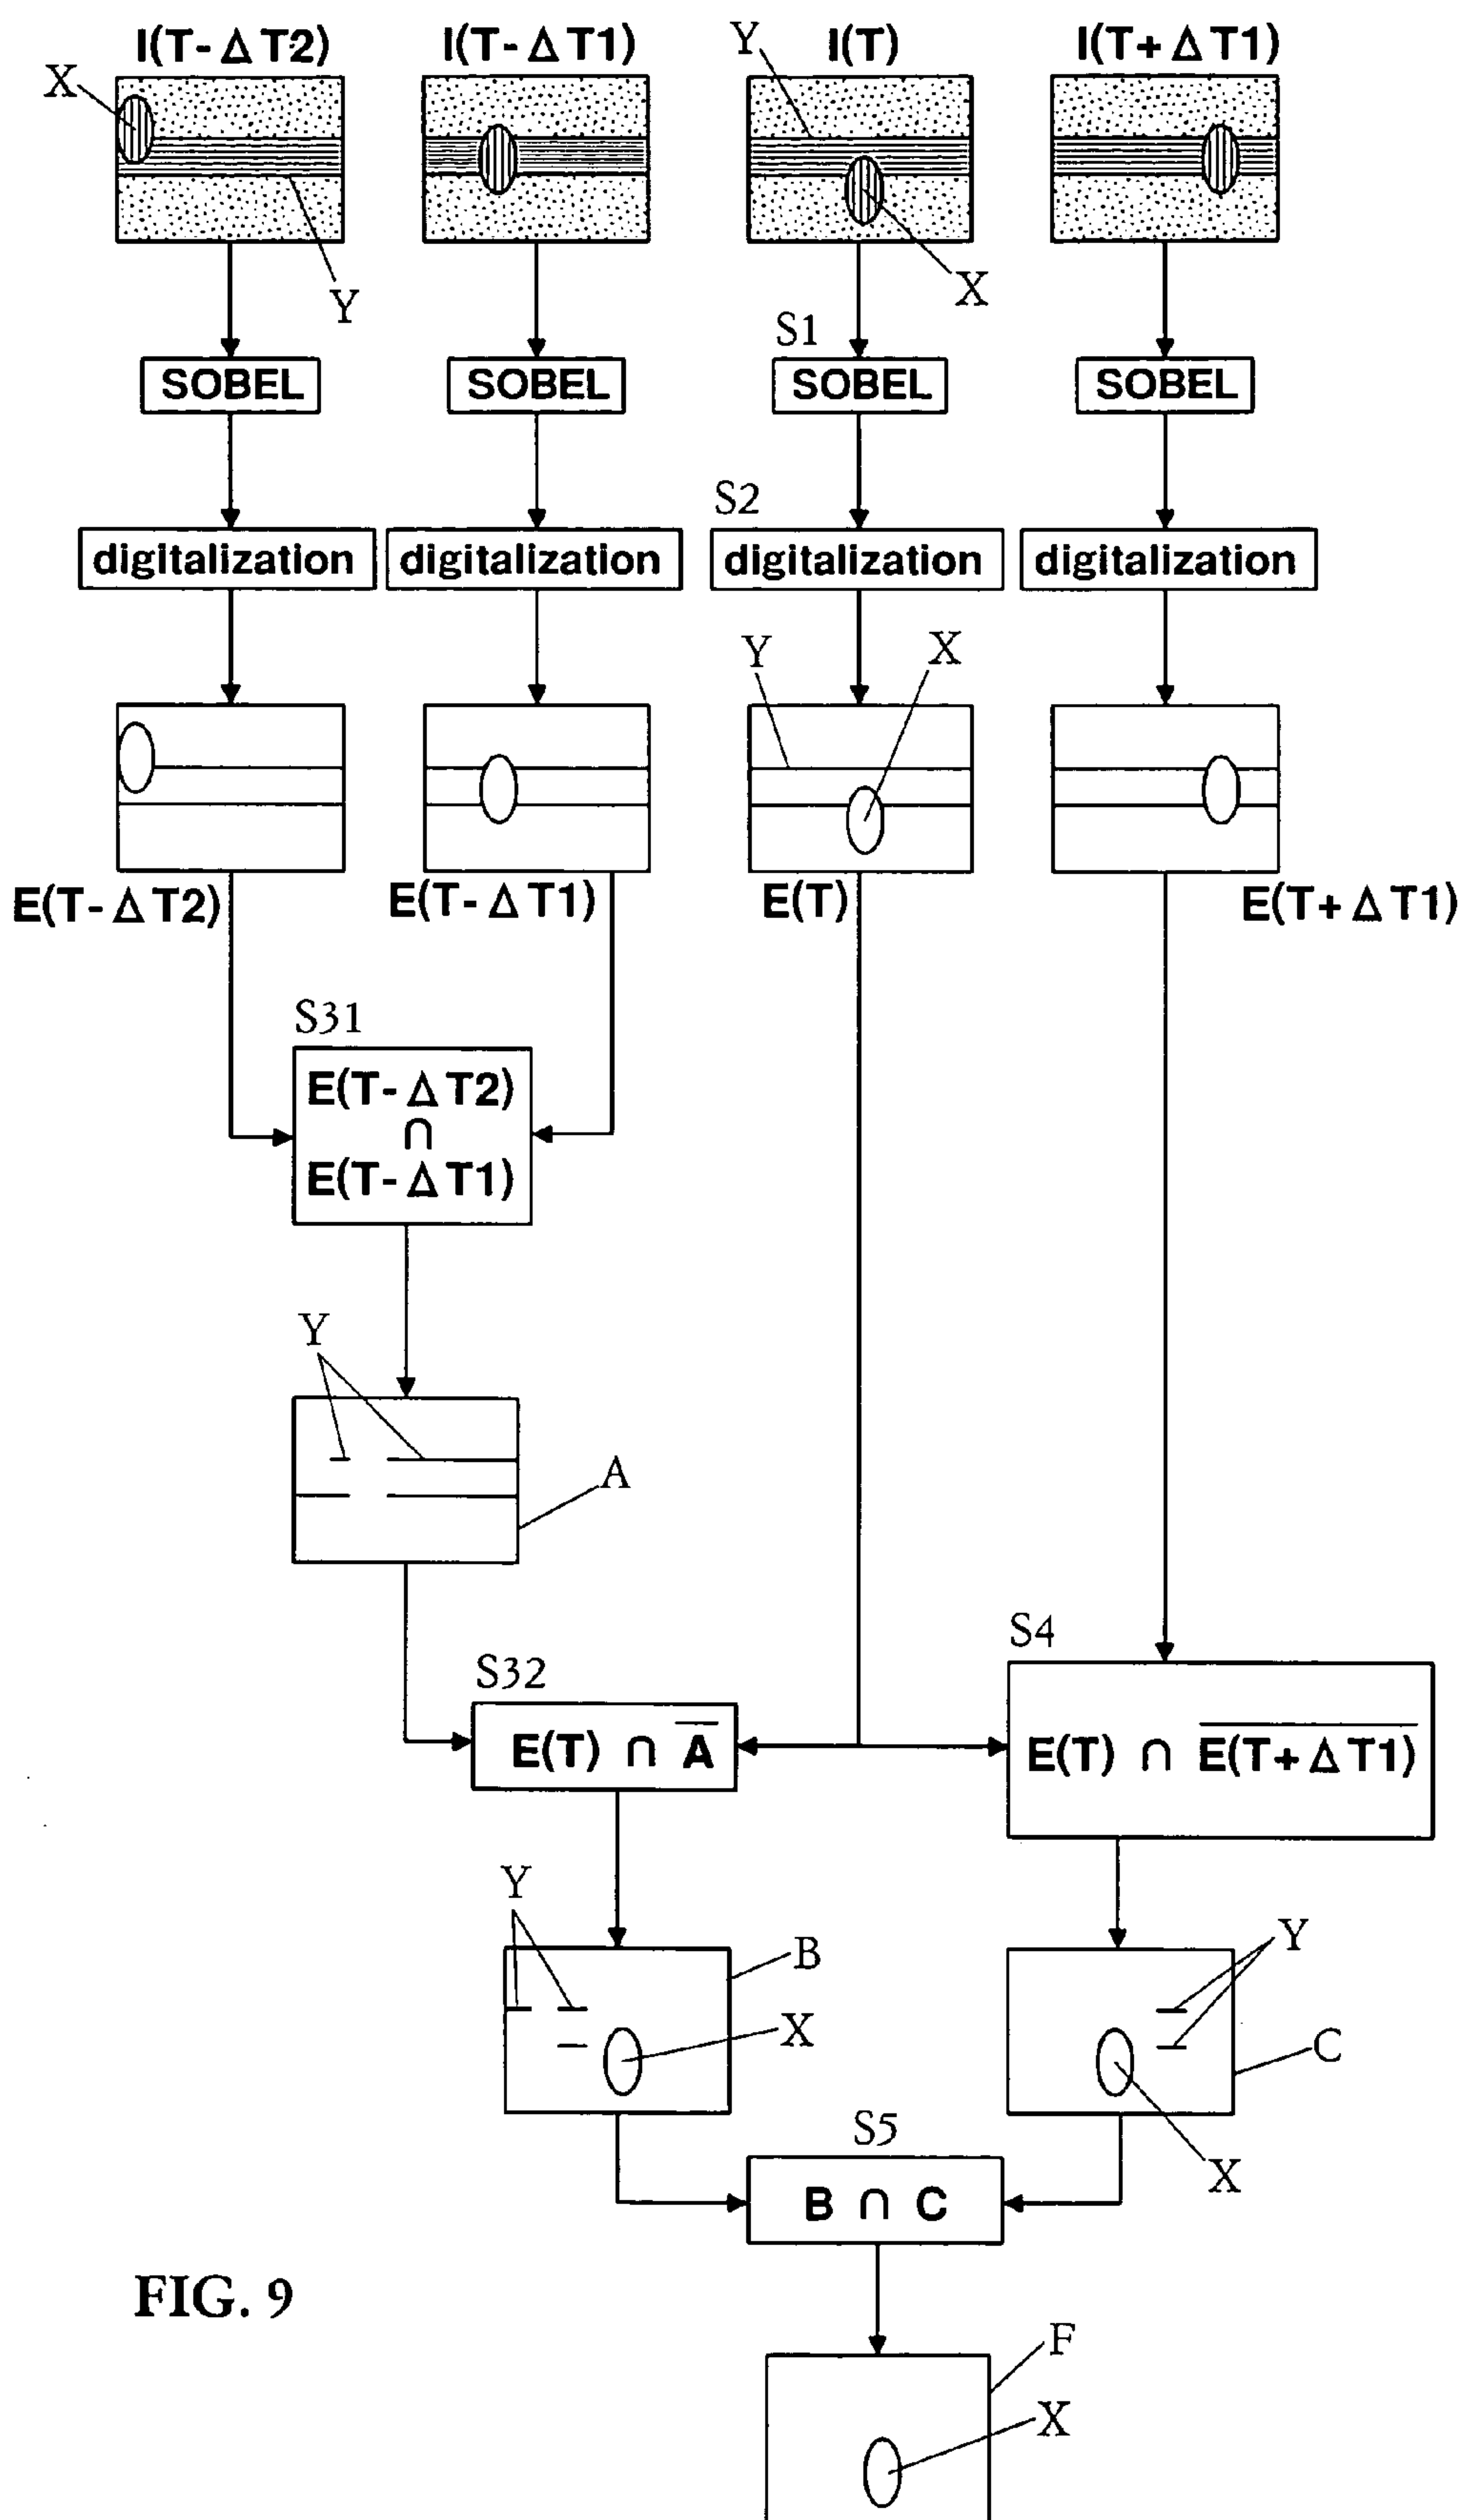 I(T-ΔT2) I(T-ΔT1) Y I(T) I(T+ΔT1)
X
Y X
S1
SOBEL SOBEL SOBEL SOBEL
S2
digitalization digitalization digitalization digitalization
Y X
E(T-ΔT2) E(T-ΔT1) E(T) E(T+ΔT1)
S31
E(T-ΔT2)
∩
E(T-ΔT1)
Y
A
S4
S32
E(T) ∩ A̅ E(T) ∩ E̅(̅T̅+̅Δ̅T̅1̅)̅
Y
B Y
X C
S5
X
B ∩ C
FIG. 9
F
X